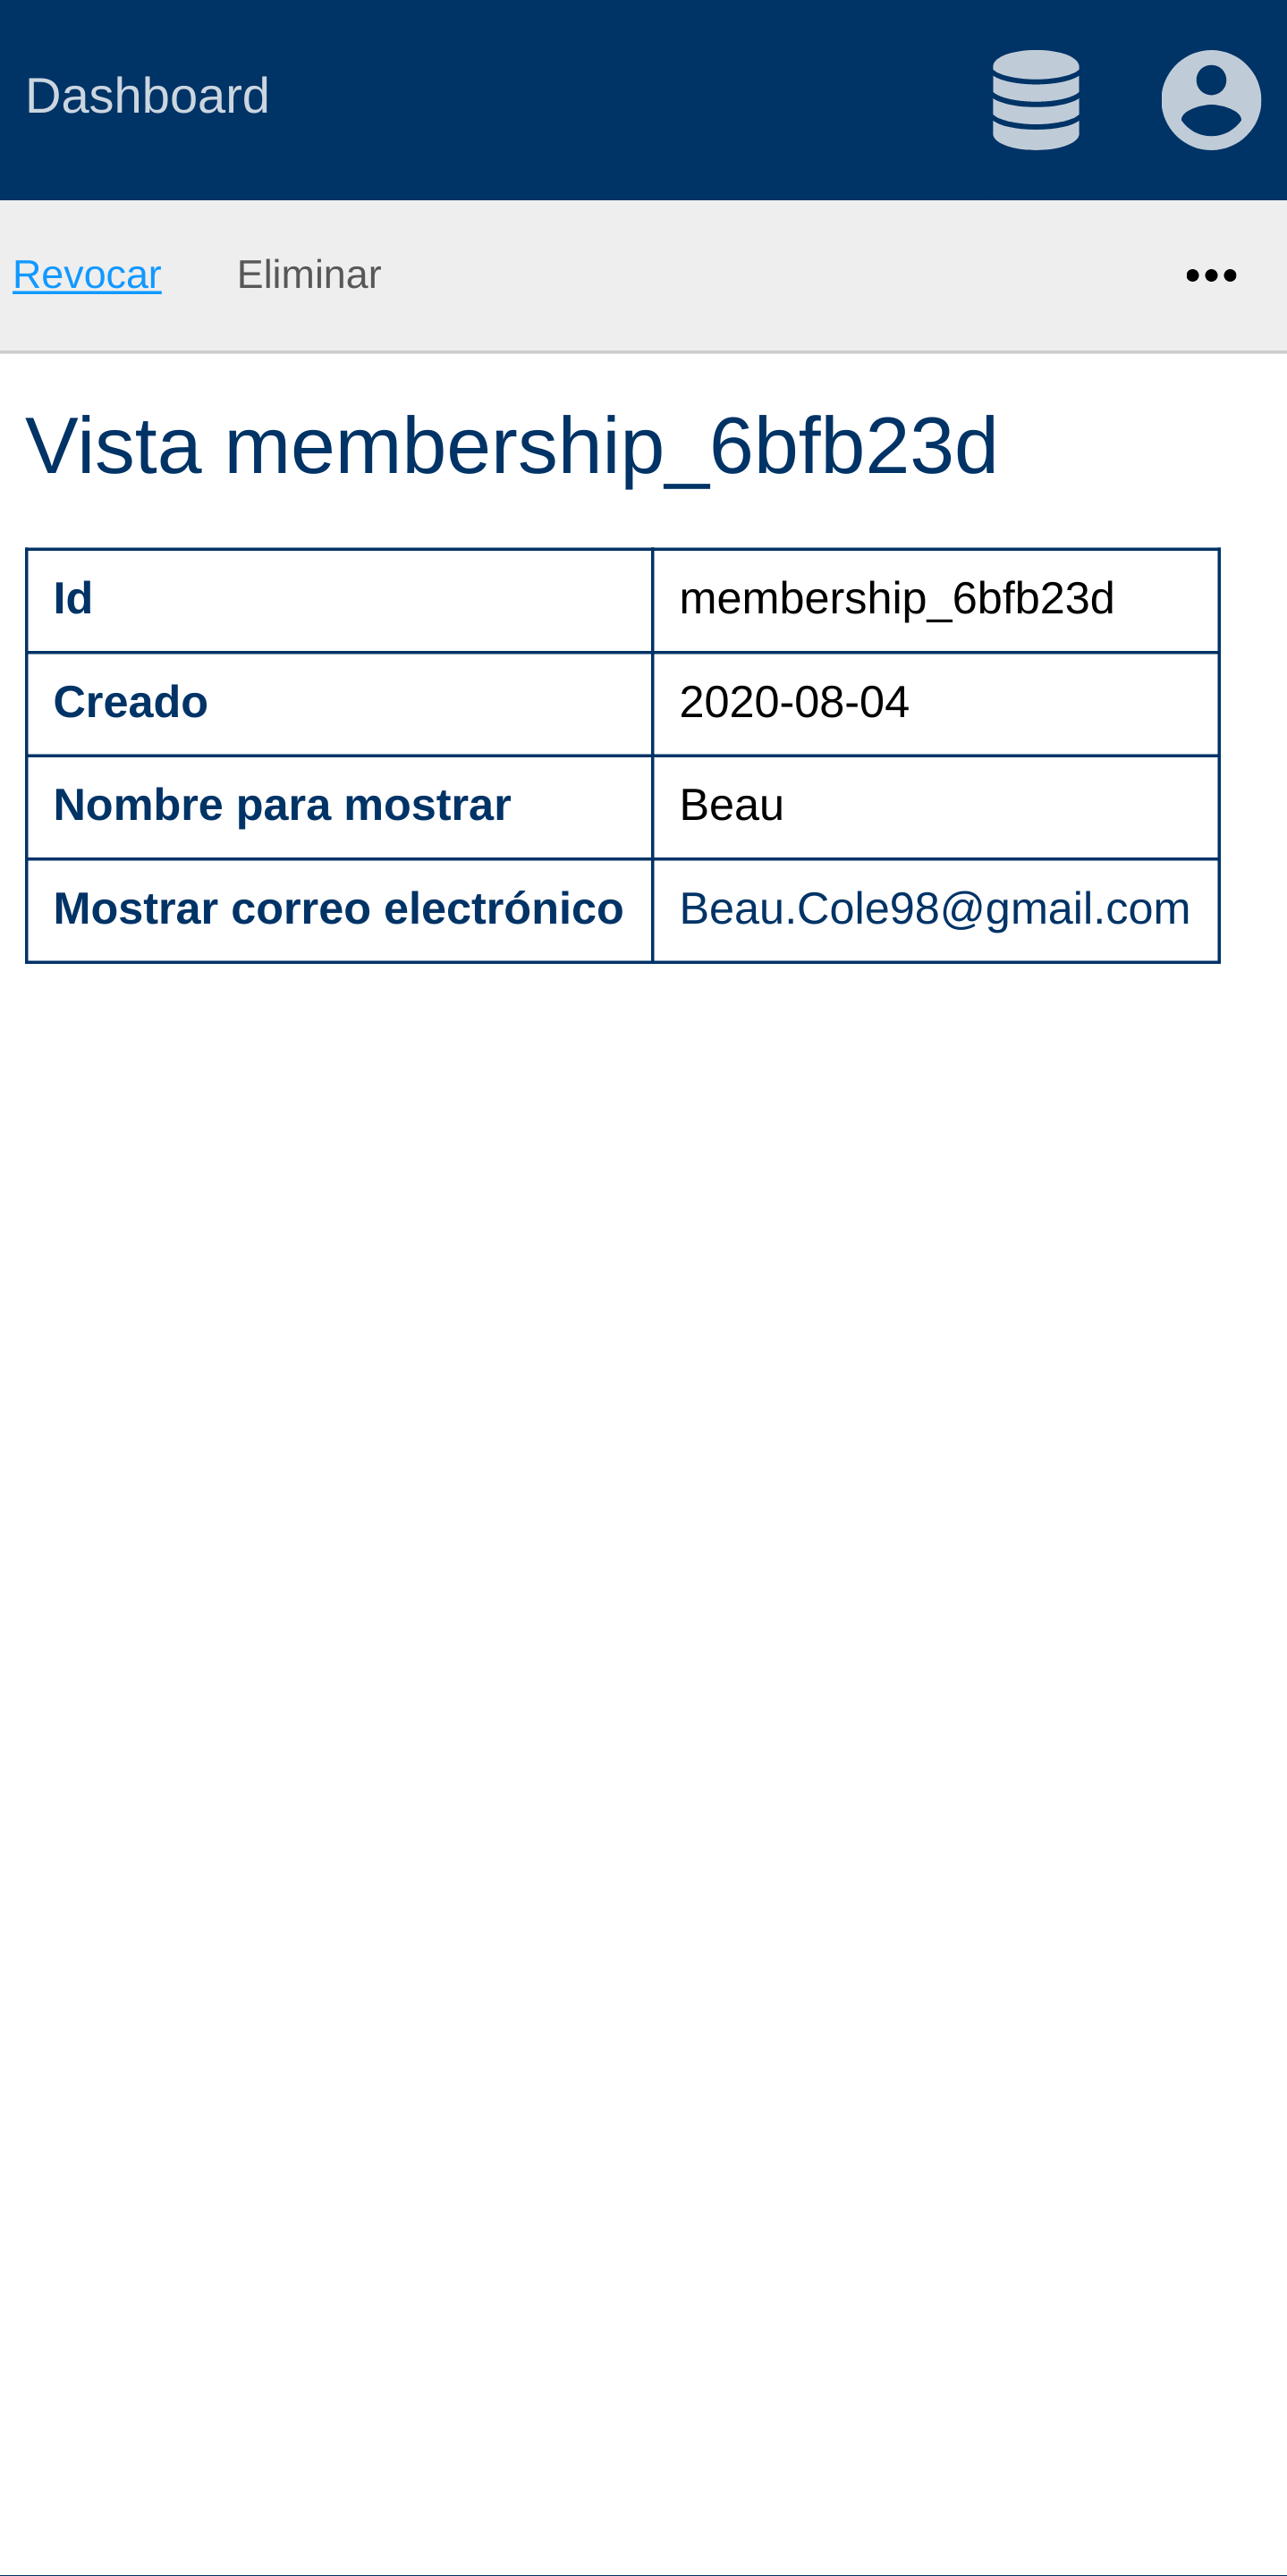 Dashboard
Revocar Eliminar
Vista membership_6bfb23d
Id membership_6bfb23d
Creado 2020-08-04
Nombre para mostrar Beau
Mostrar correo electrónico Beau.Cole98@gmail.com